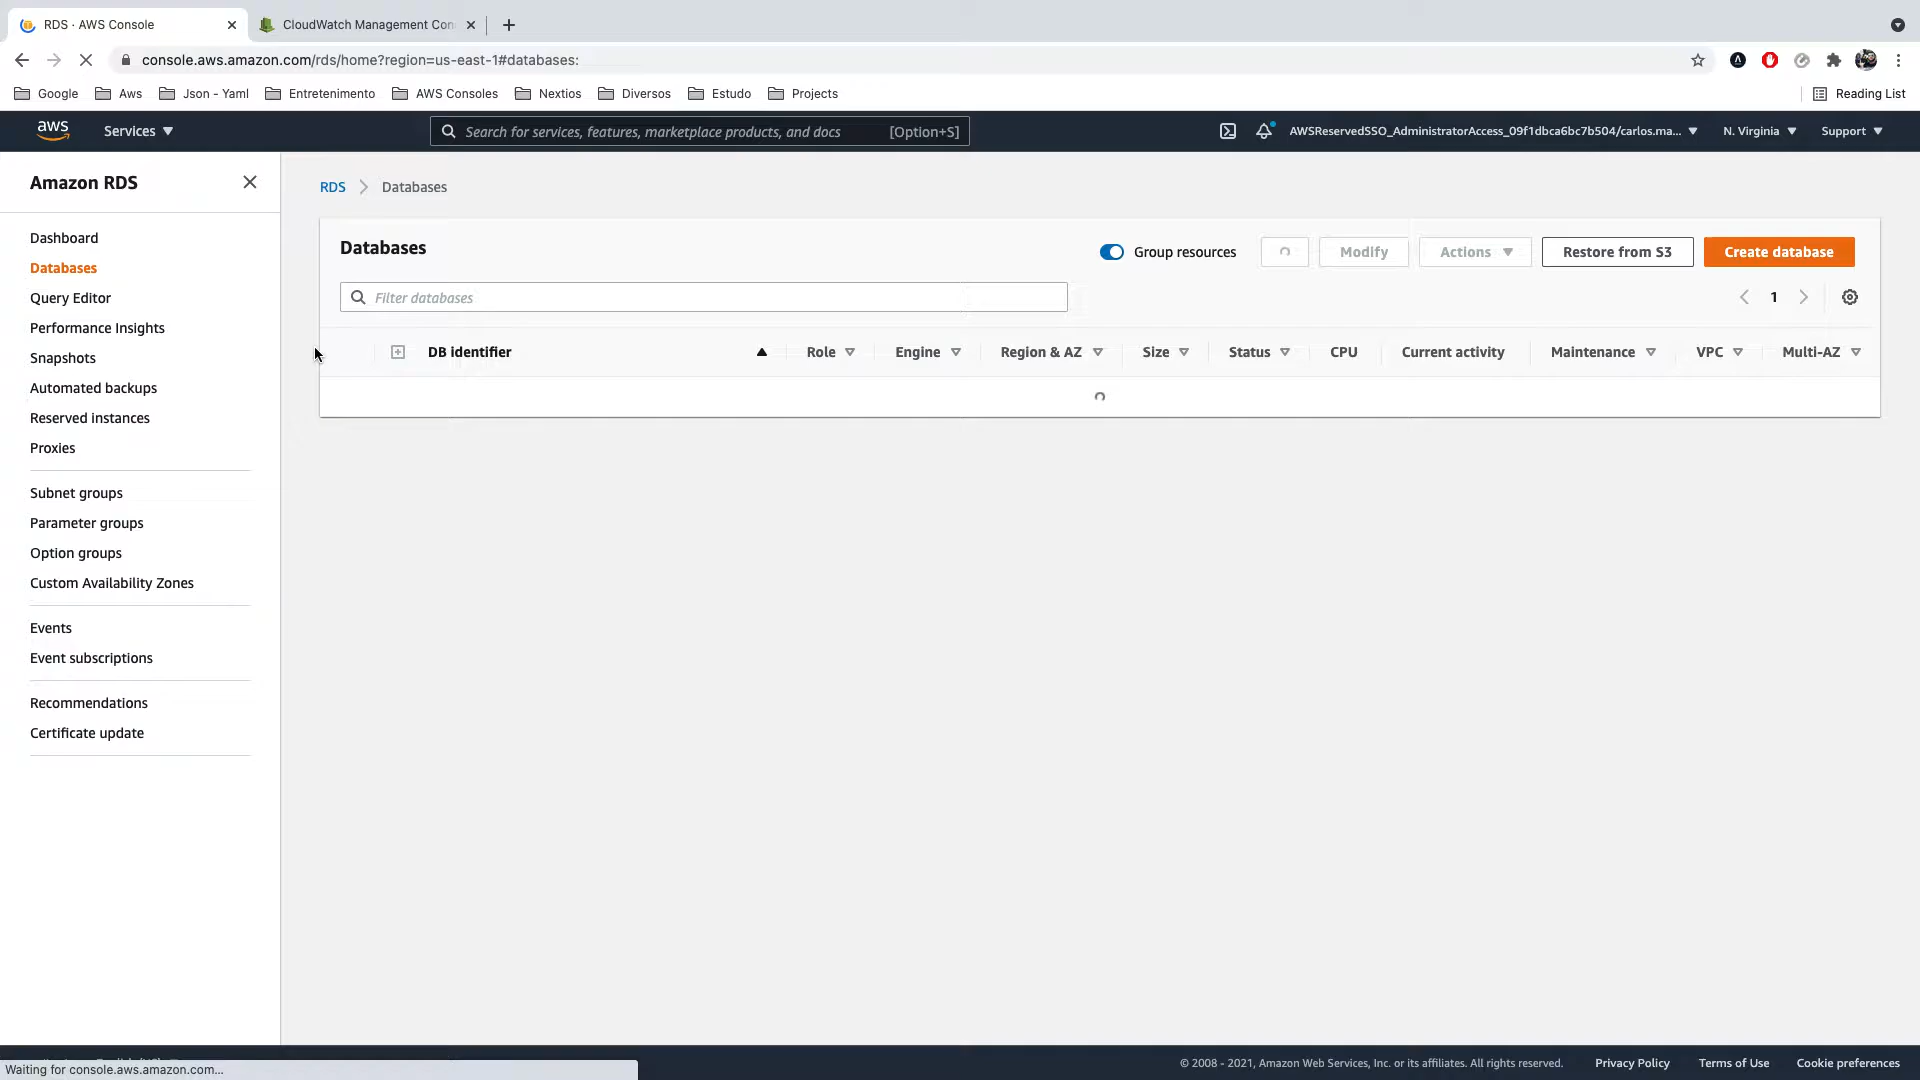 RDS · AWS Console
CloudWatch Management Con
console.aws.amazon.com/rds/home?region=us-east-1#databases:
Google
Aws
Json - Yaml
Entretenimento
AWS Consoles
Nextios
Diversos
Estudo
Projects
Reading List
aws
Services
Search for services, features, marketplace products, and docs
[Option+S]
AWSReservedSSO_AdministratorAccess_09f1dbca6bc7b504/carlos.ma...
N. Virginia
Support
Amazon RDS
Dashboard
Databases
Query Editor
Performance Insights
Snapshots
Automated backups
Reserved instances
Proxies
Subnet groups
Parameter groups
Option groups
Custom Availability Zones
Events
Event subscriptions
Recommendations
Certificate update
RDS
Databases
Databases
Group resources
Modify
Actions
Restore from S3
Create database
Filter databases
1
DB identifier
Role
Engine
Region & AZ
Size
Status
CPU
Current activity
Maintenance
VPC
Multi-AZ
Waiting for console.aws.amazon.com...
© 2008 - 2021, Amazon Web Services, Inc. or its affiliates. All rights reserved.
Privacy Policy
Terms of Use
Cookie preferences